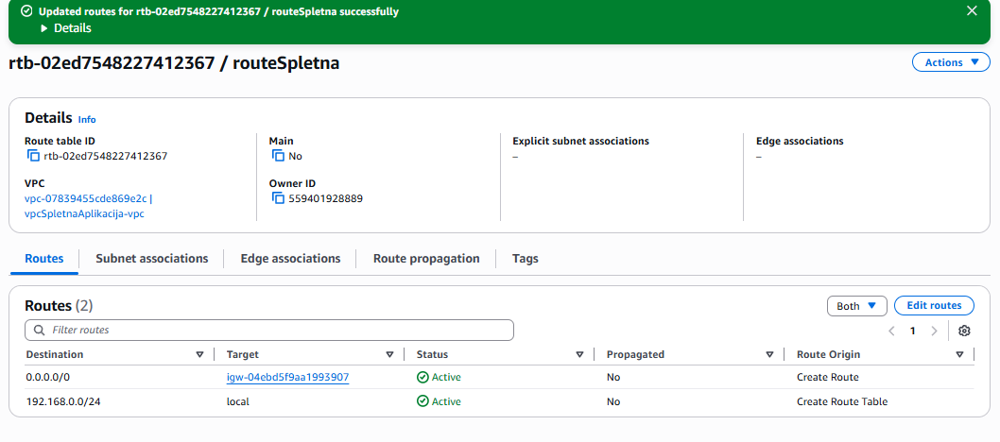 Updated routes for rtb-02ed7548227412367 / routeSpletna successfully
Details
rtb-02ed7548227412367 / routeSpletna
Actions
Details Info
Route table ID
rtb-02ed7548227412367
Main
No
Explicit subnet associations
–
Edge associations
–
VPC
vpc-07839455cde869e2c |
vpcSpletnaAplikacija-vpc
Owner ID
559401928889
Routes Subnet associations Edge associations Route propagation Tags
Routes (2)
Both
Edit routes
Filter routes
1
Destination Target Status Propagated Route Origin
0.0.0.0/0 igw-04ebd5f9aa1993907 Active No Create Route
192.168.0.0/24 local Active No Create Route Table